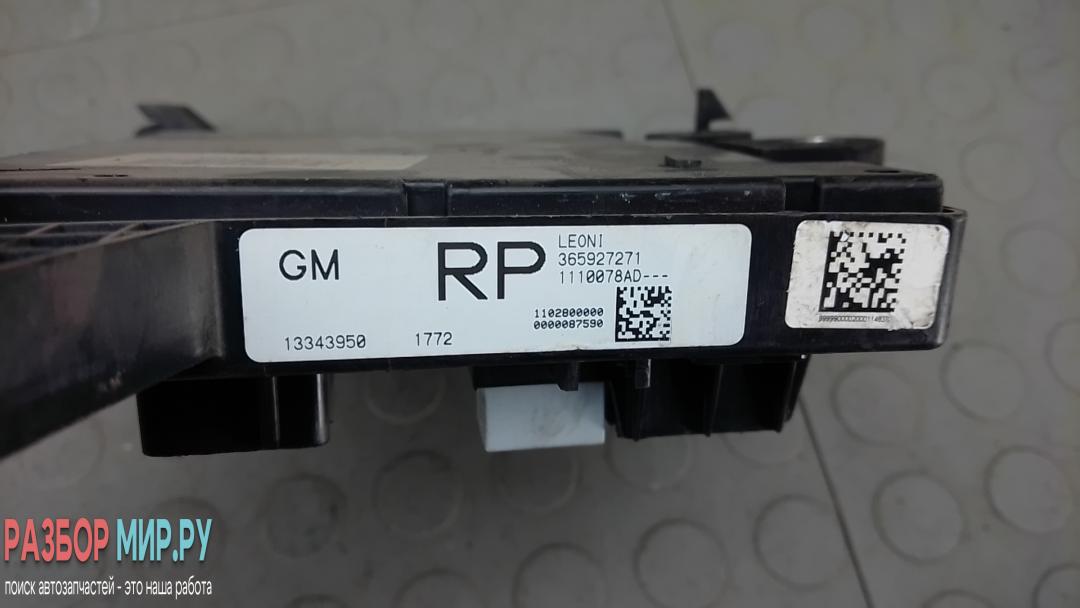 GM
RP
LEONI
365927271
1110078AD---
1102800000
0000087590
13343950
1772
РАЗБОР МИР.РУ
поиск автозапчастей - это наша работа